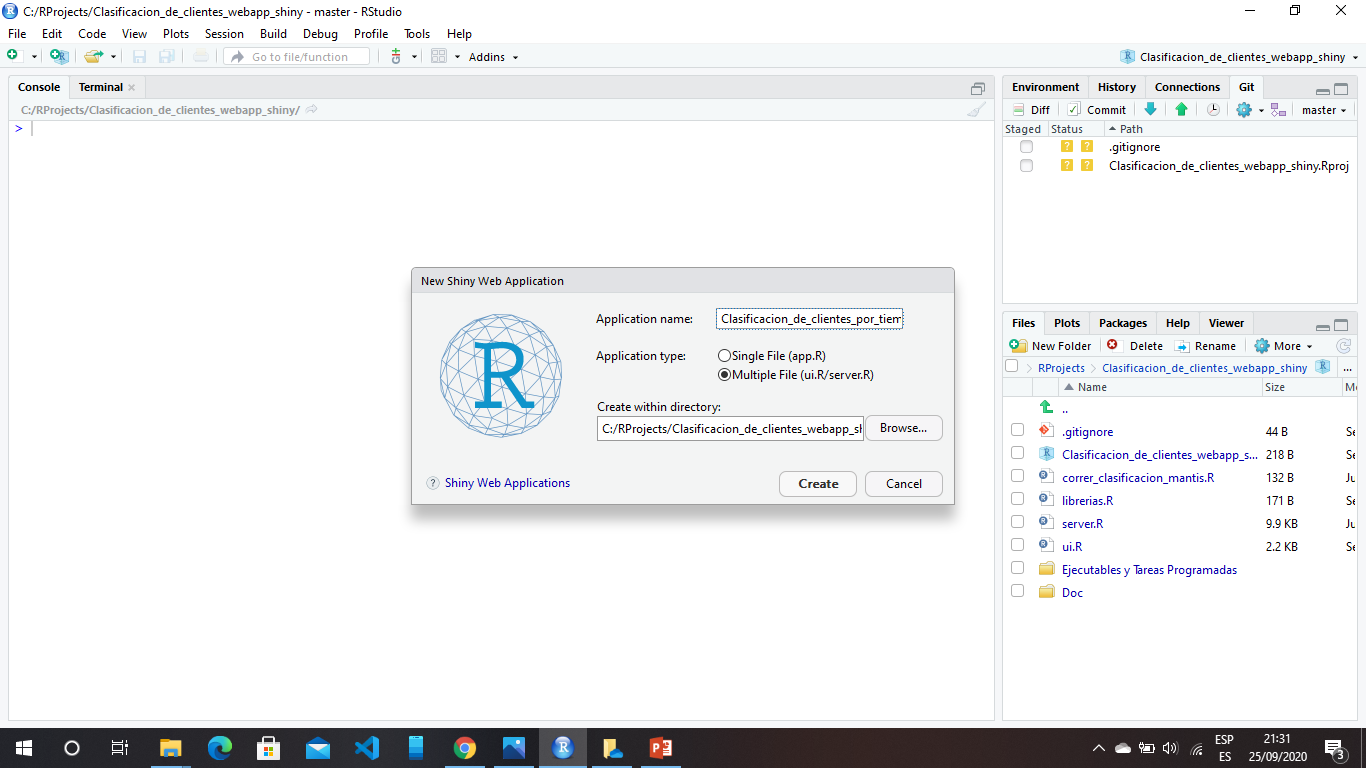 C:/RProjects/Clasificacion_de_clientes_webapp_shiny - master - RStudio
File Edit Code View Plots Session Build Debug Profile Tools Help
Go to file/function Addins Clasificacion_de_clientes_webapp_shiny
Console Terminal
C:/RProjects/Clasificacion_de_clientes_webapp_shiny/
>
Environment History Connections Git
Diff Commit master
Staged Status Path
? ? .gitignore
? ? Clasificacion_de_clientes_webapp_shiny.Rproj
New Shiny Web Application
R
Application name: Clasificacion_de_clientes_por_tiem
Application type: Single File (app.R)
Multiple File (ui.R/server.R)
Create within directory:
C:/RProjects/Clasificacion_de_clientes_webapp_sh Browse...
? Shiny Web Applications Create Cancel
Files Plots Packages Help Viewer
New Folder Delete Rename More
RProjects Clasificacion_de_clientes_webapp_shiny ...
Name Size M
..
.gitignore 44 B Se
Clasificacion_de_clientes_webapp_s... 218 B Se
correr_clasificacion_mantis.R 132 B Ju
librerias.R 171 B Se
server.R 9.9 KB Ju
ui.R 2.2 KB Se
Ejecutables y Tareas Programadas
Doc
ESP
ES
21:31
25/09/2020
3